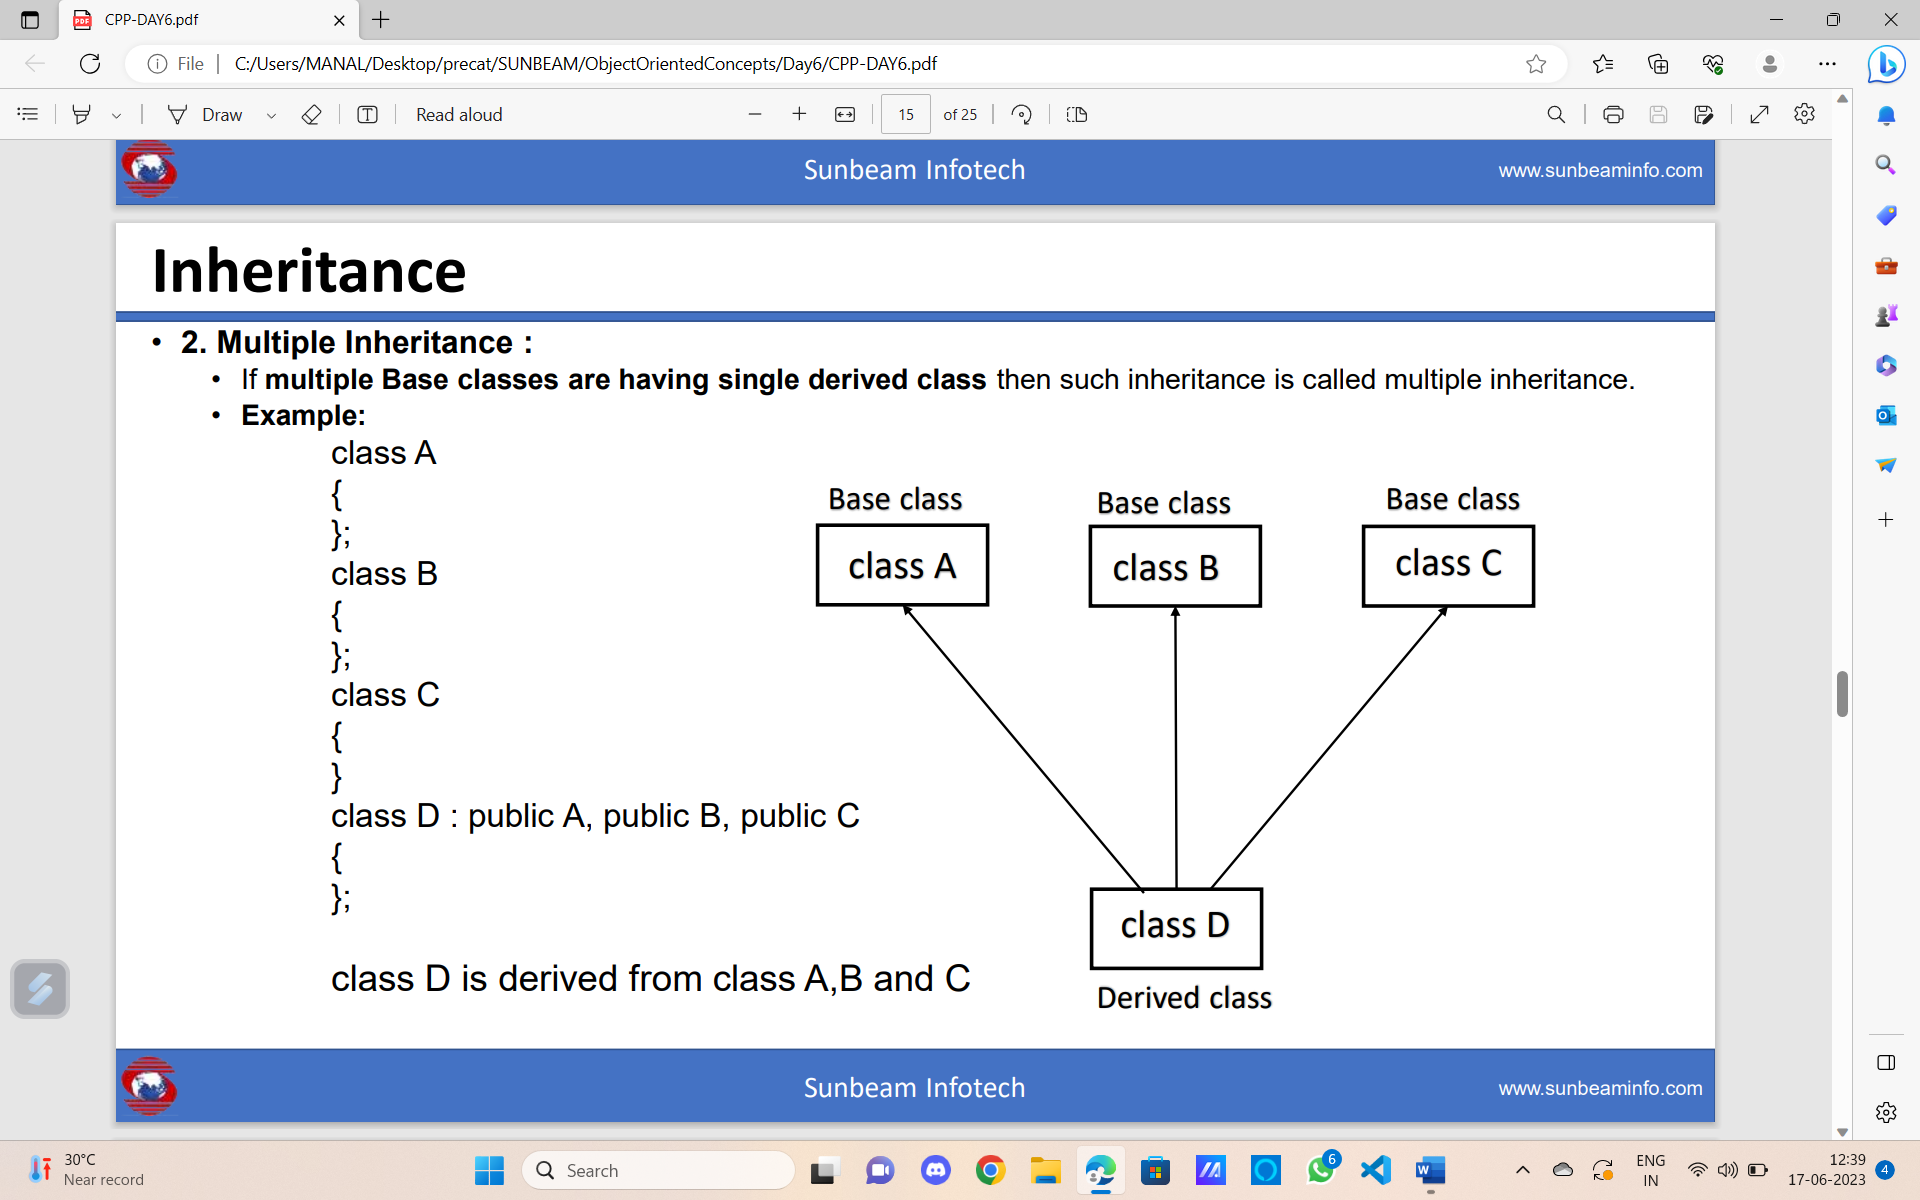 CPP-DAY6.pdf
File
C:/Users/MANAL/Desktop/precat/SUNBEAM/ObjectOrientedConcepts/Day6/CPP-DAY6.pdf
Draw
Read aloud
15
of 25
Sunbeam Infotech
www.sunbeaminfo.com
Inheritance
• 2. Multiple Inheritance :
• If multiple Base classes are having single derived class then such inheritance is called multiple inheritance.
• Example:
class A
{
};
class B
{
};
class C
{
}
class D : public A, public B, public C
{
};
class D is derived from class A,B and C
Base class
class A
Base class
class B
Base class
class C
class D
Derived class
Sunbeam Infotech
www.sunbeaminfo.com
30°C
Near record
Search
6
ENG
IN
12:39
17-06-2023
4